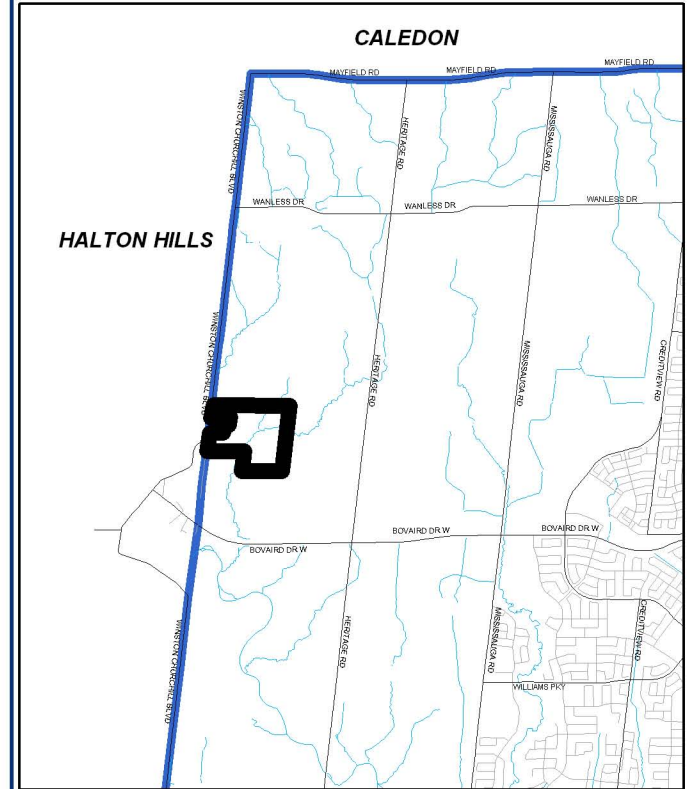 CALEDON
MAYFIELD RD
MAYFIELD RD
MAYFIELD RD
WINSTON CHURCHILL BLVD
HERITAGE RD
MISSISSAUGA RD
WANLESS DR
WANLESS DR
WANLESS DR
HALTON HILLS
WINSTON CHURCHILL BLVD
HERITAGE RD
MISSISSAUGA RD
CREDITVIEW RD
BOVAIRD DR W
BOVAIRD DR W
BOVAIRD DR W
WINSTON CHURCHILL BLVD
HERITAGE RD
MISSISSAUGA RD
CREDITVIEW RD
WILLIAMS PKY